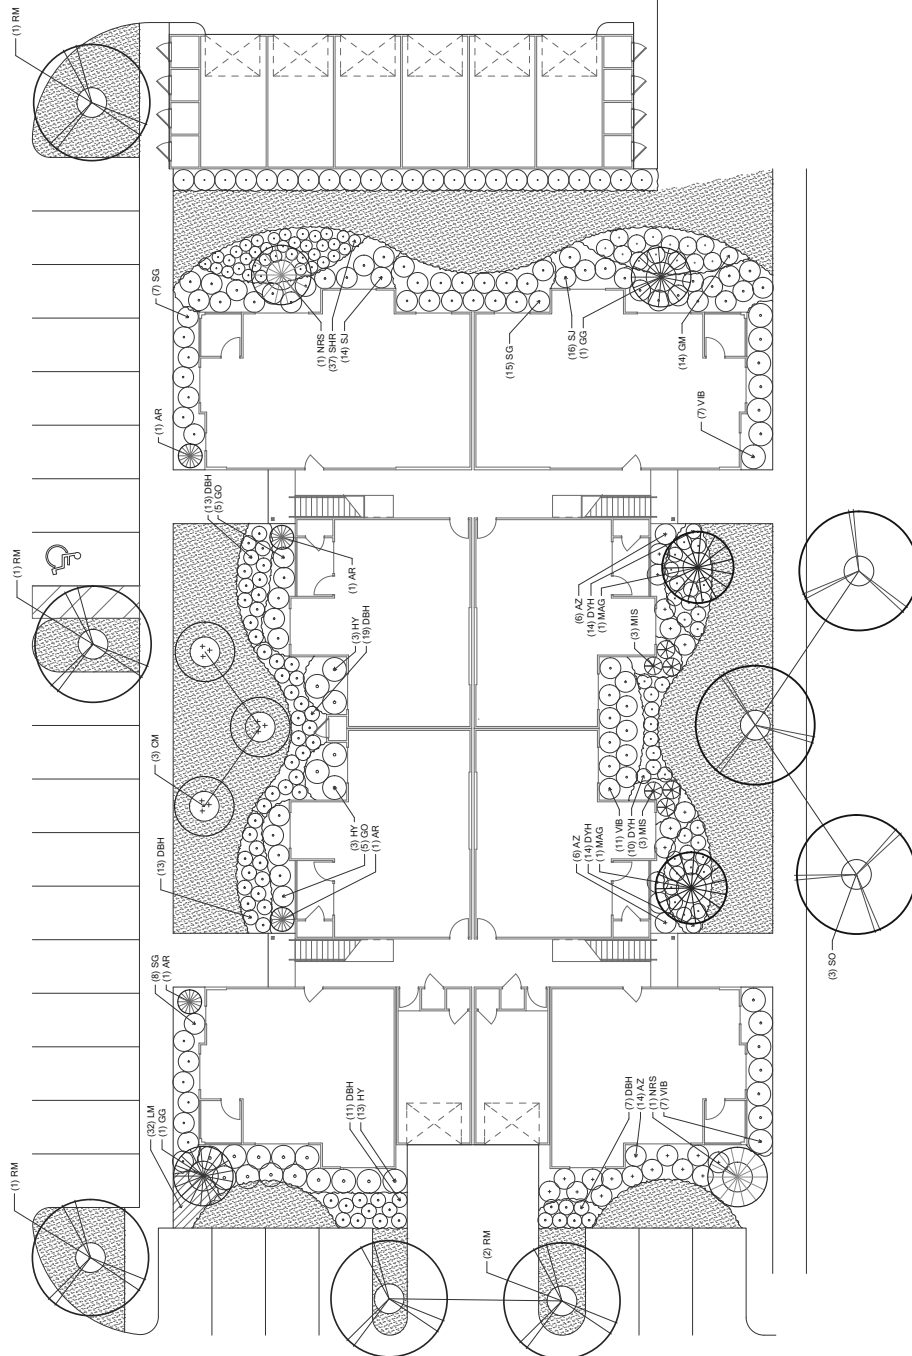 (1) RM
(7) SG
(1) NRS
(37) SHR
(14) SJ
(15) SG
(16) SJ
(1) GG
(14) GM
(7) VIB
(1) AR
(13) DBH
(5) GO
(1) AR
(1) RM
(3) HY
(19) DBH
(6) AZ
(14) DYH
(1) MAG
(3) MIS
(3) CM
(13) DBH
(3) HY
(5) GO
(1) AR
(6) AZ
(14) DYH
(1) MAG
(11) VIB
(10) DYH
(3) MIS
(3) SO
(8) SG
(1) AR
(32) LM
(1) GG
(11) DBH
(13) HY
(7) DBH
(14) AZ
(1) NRS
(7) VIB
(1) RM
(2) RM